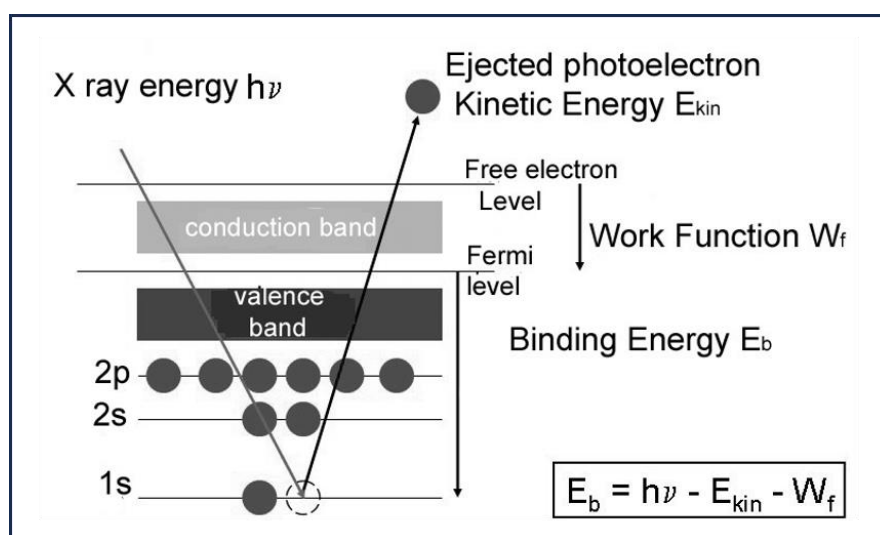 X ray energy hν
Ejected photoelectron
Kinetic Energy Ekin
Free electron
Level
conduction band
Work Function Wf
Fermi
level
valence
band
Binding Energy Eb
2p
2s
1s
Eb = hν - Ekin - Wf